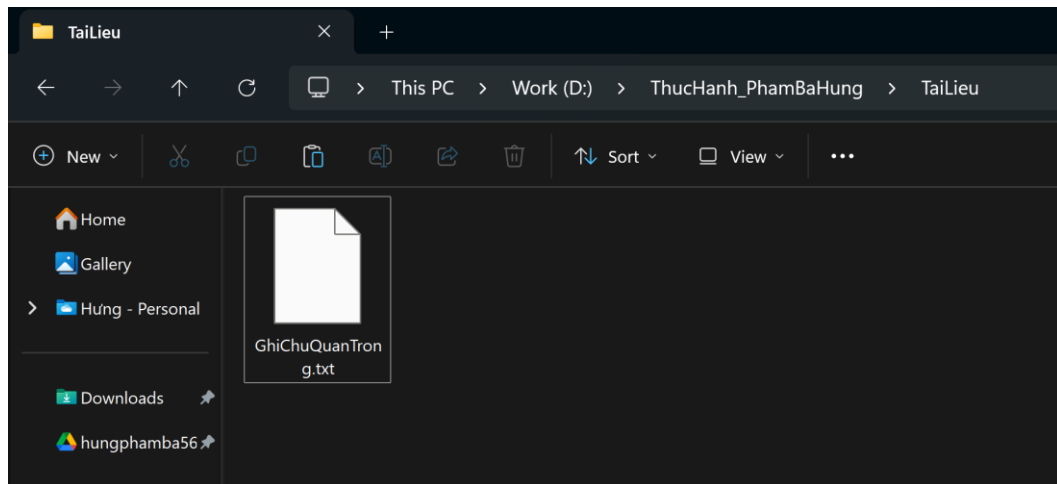 TaiLieu
This PC > Work (D:) > ThucHanh_PhamBaHung > TaiLieu
New
Sort
View
Home
Gallery
Hưng - Personal
Downloads
hungphamba56
GhiChuQuanTron
g.txt